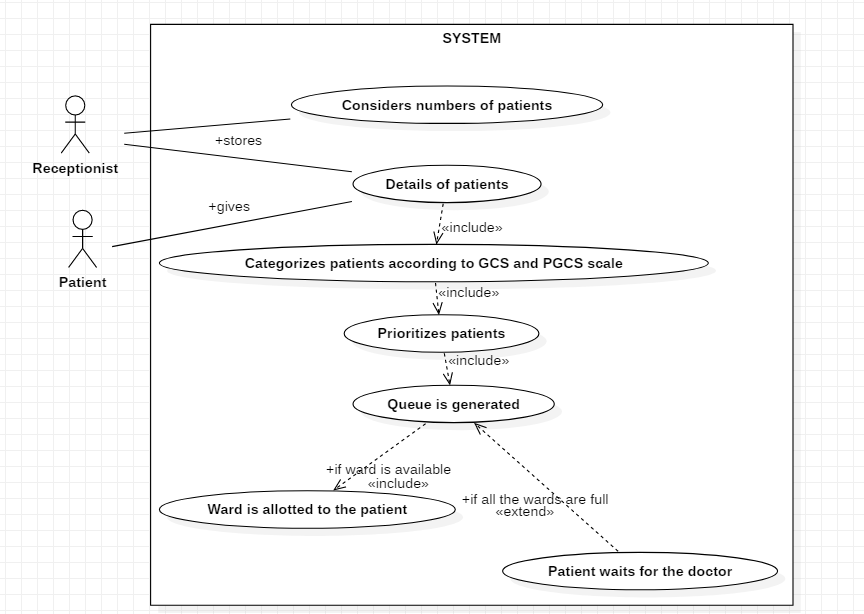 SYSTEM
Considers numbers of patients
+stores
Receptionist
Details of patients
+gives
«include»
Categorizes patients according to GCS and PGCS scale
Patient
«include»
Prioritizes patients
«include»
Queue is generated
+if ward is available
«include»
+if all the wards are full
«extend»
Ward is allotted to the patient
Patient waits for the doctor